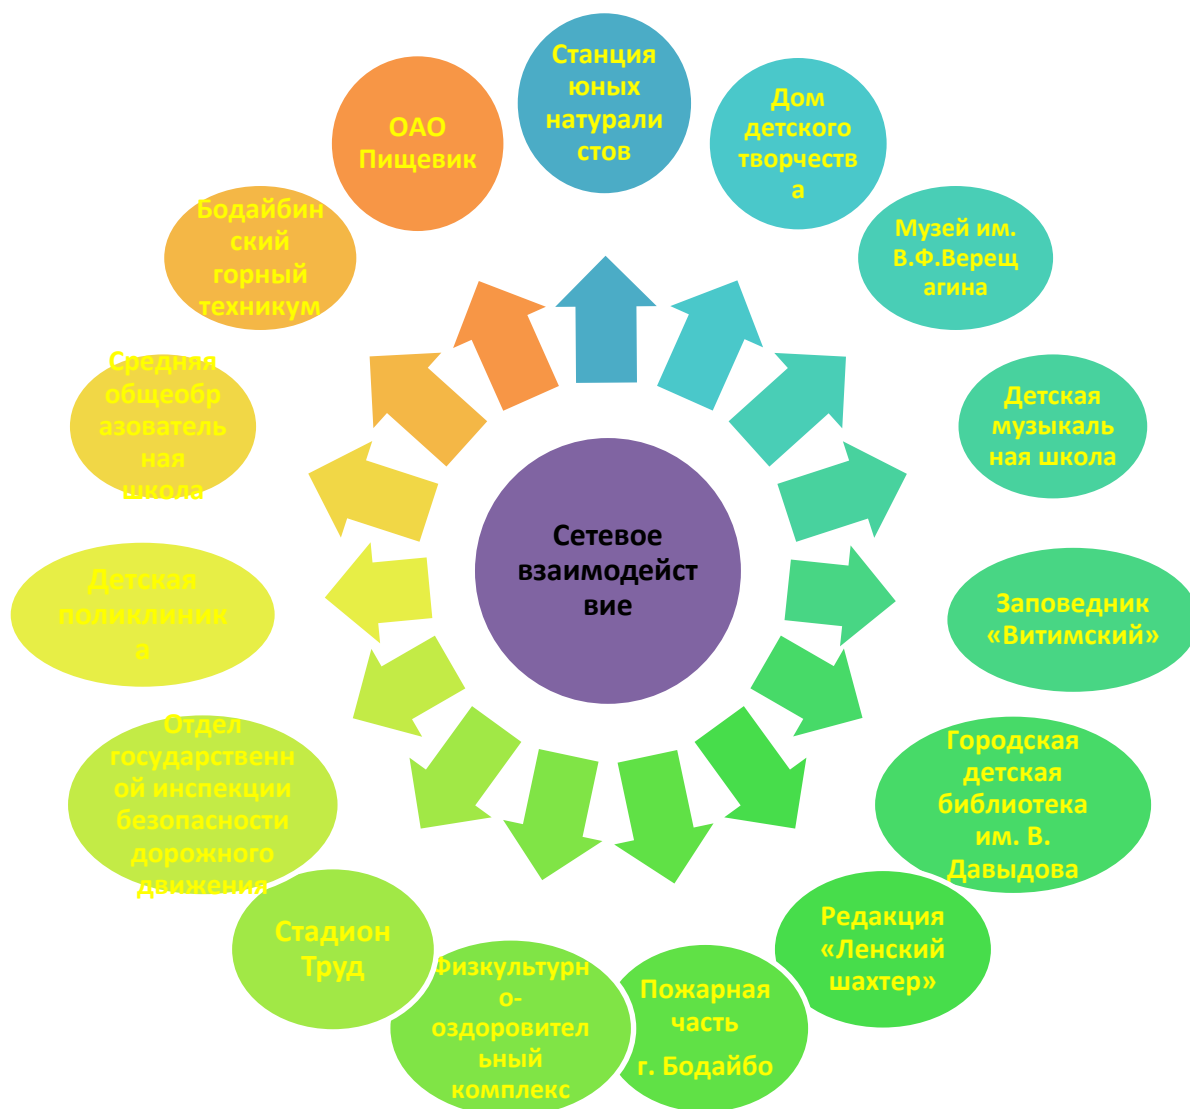 Станция
юных
натурали
стов
Дом
детского
творчеств
а
Музей им.
В.Ф.Верещ
агина
Детская
музыкаль
ная школа
Заповедник
«Витимский»
Городская
детская
библиотека
им. В.
Давыдова
Редакция
«Ленский
шахтер»
Пожарная
часть
г. Бодайбо
Физкультурн
о-
оздоровител
ьный
комплекс
Стадион
Труд
Отдел
государственн
ой инспекции
безопасности
дорожного
движения
Детская
поликлиник
а
Средняя
общеобр
азователь
ная
школа
Бодайбин
ский
горный
техникум
ОАО
Пищевик
Сетевое
взаимодейст
вие